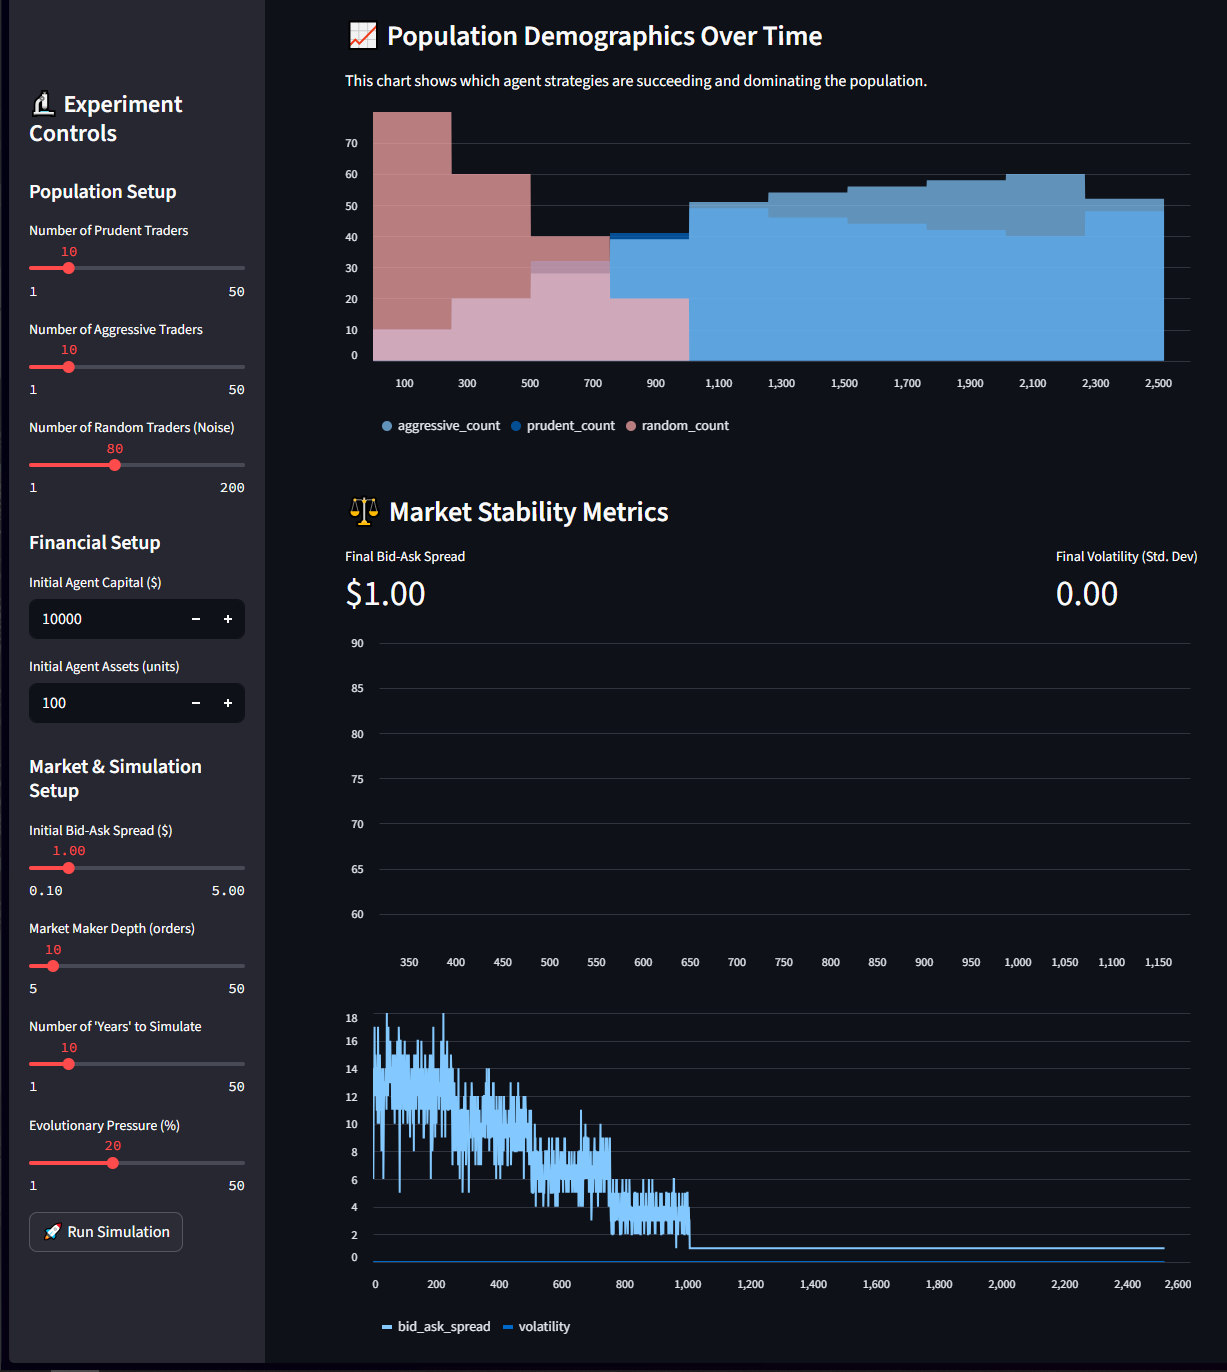 Experiment
Controls
Population Setup
Number of Prudent Traders
10
1 50
Number of Aggressive Traders
10
1 50
Number of Random Traders (Noise)
80
1 200
Financial Setup
Initial Agent Capital ($)
10000 − +
Initial Agent Assets (units)
100 − +
Market & Simulation
Setup
Initial Bid-Ask Spread ($)
1.00
0.10 5.00
Market Maker Depth (orders)
10
5 50
Number of 'Years' to Simulate
10
1 50
Evolutionary Pressure (%)
20
1 50
Run Simulation
Population Demographics Over Time
This chart shows which agent strategies are succeeding and dominating the population.
70
60
50
40
30
20
10
0
100 300 500 700 900 1,100 1,300 1,500 1,700 1,900 2,100 2,300 2,500
aggressive_count prudent_count random_count
Market Stability Metrics
Final Bid-Ask Spread
$1.00
Final Volatility (Std. Dev)
0.00
90
85
80
75
70
65
60
350 400 450 500 550 600 650 700 750 800 850 900 950 1,000 1,050 1,100 1,150
18
16
14
12
10
8
6
4
2
0
0 200 400 600 800 1,000 1,200 1,400 1,600 1,800 2,000 2,200 2,400 2,600
bid_ask_spread volatility